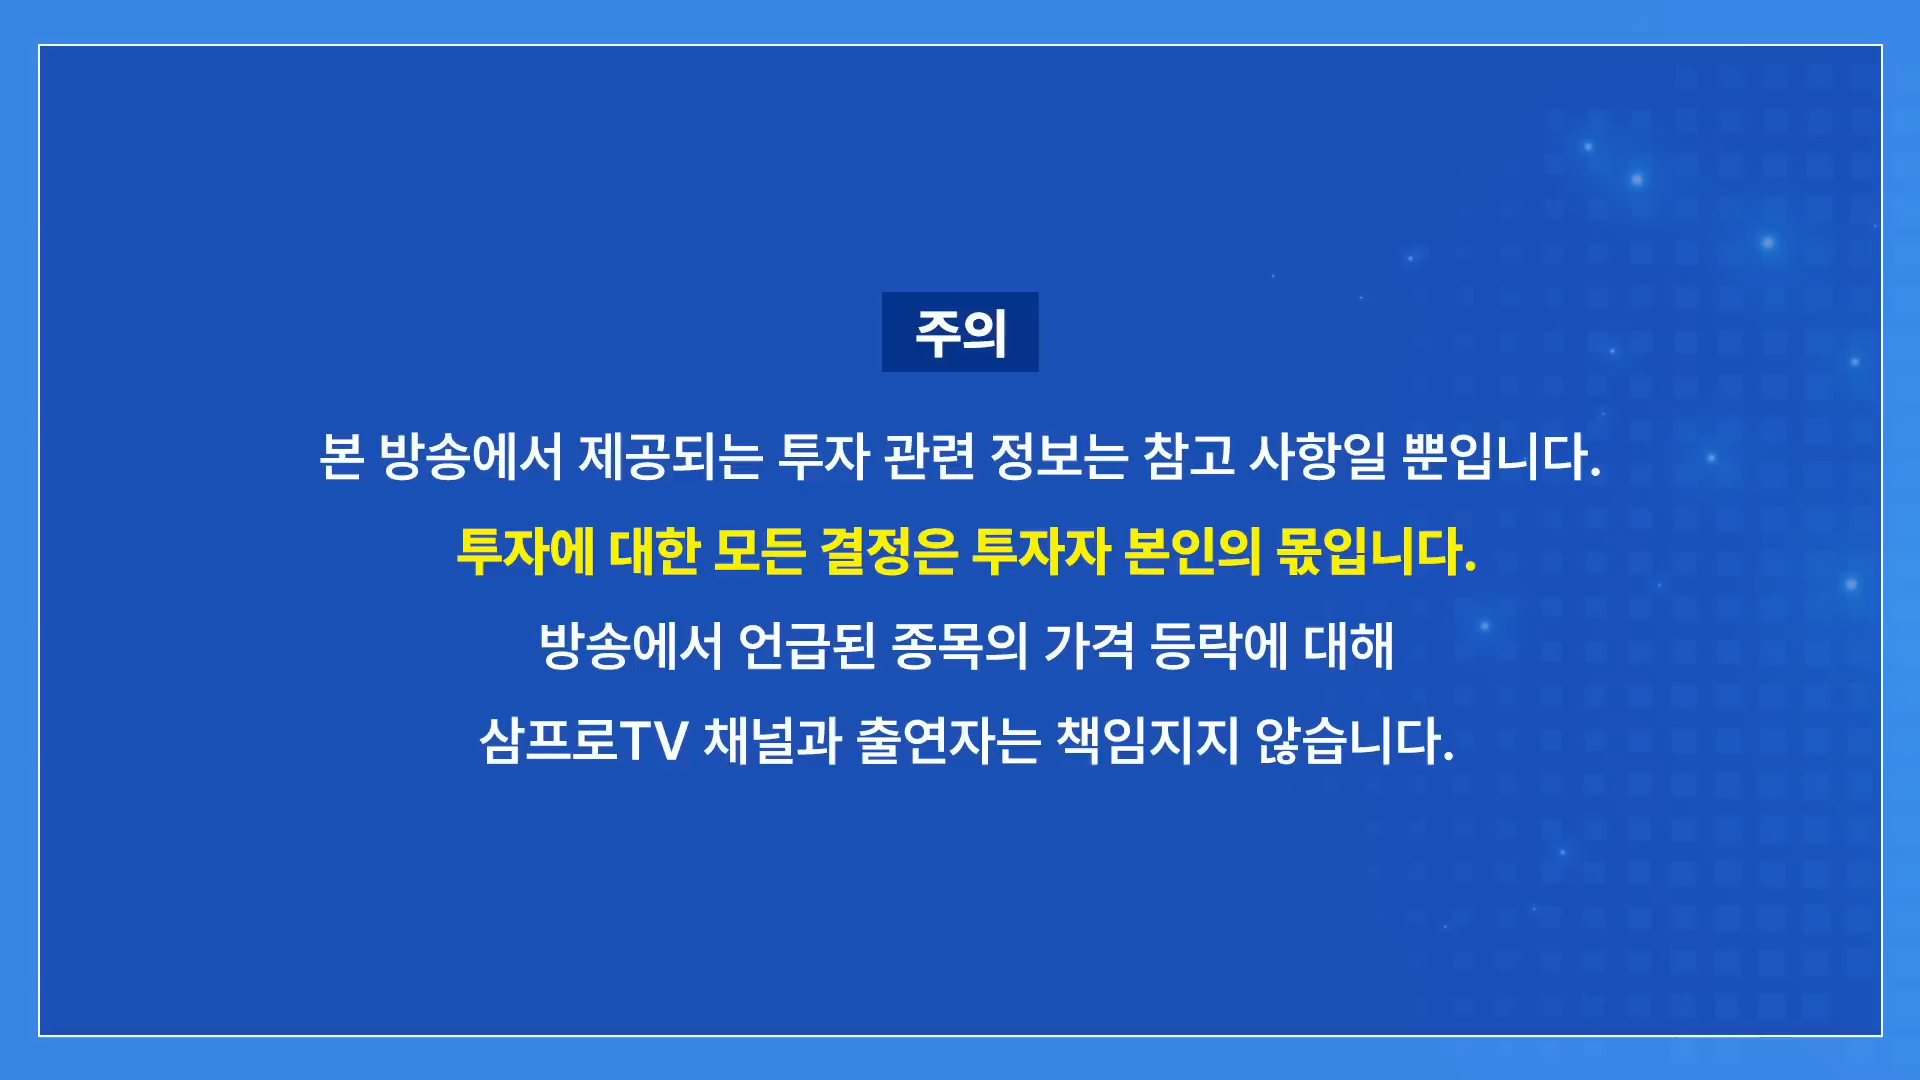 주의
본 방송에서 제공되는 투자 관련 정보는 참고 사항일 뿐입니다.
투자에 대한 모든 결정은 투자자 본인의 몫입니다.
방송에서 언급된 종목의 가격 등락에 대해
삼프로TV 채널과 출연자는 책임지지 않습니다.